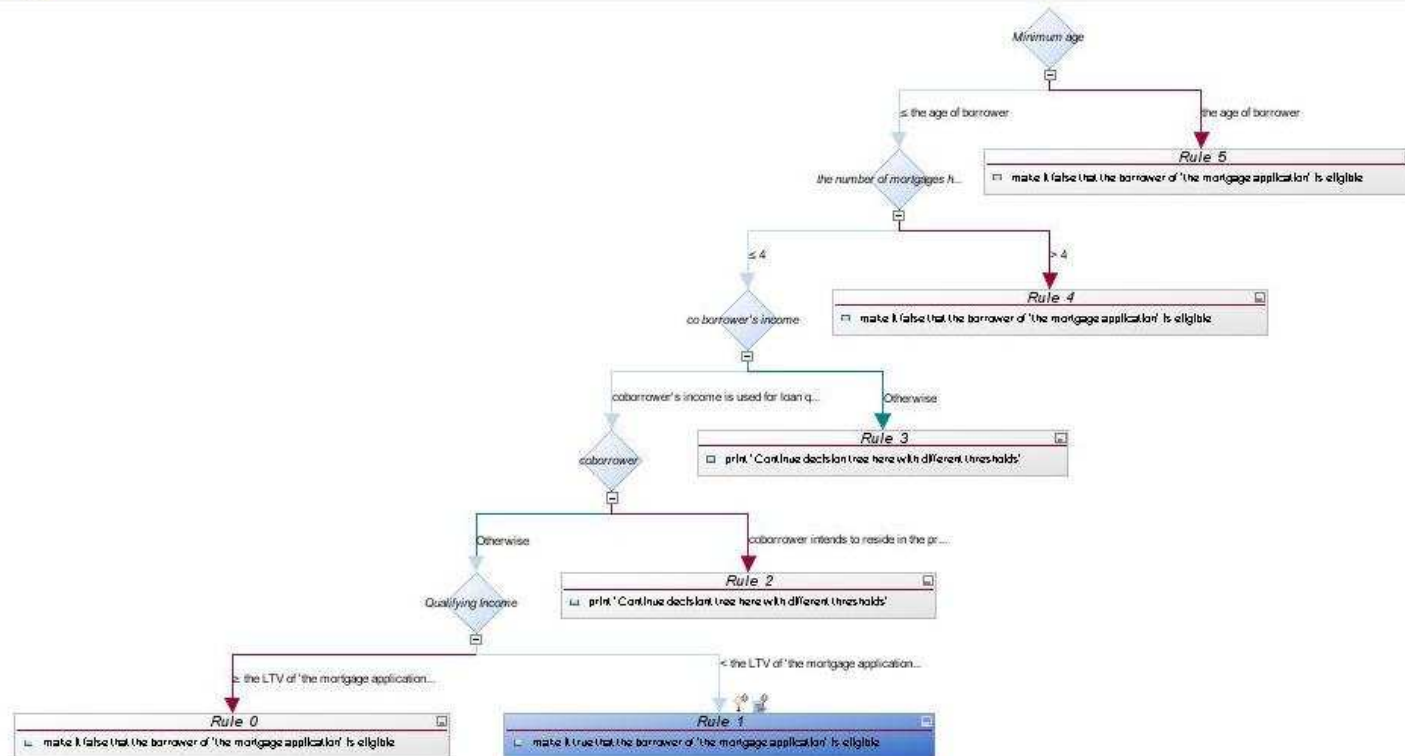 Minimum age
≤ the age of borrower
the age of borrower
Rule 5
make it false that the borrower of 'the mortgage application' is eligible
the number of mortgages h...
≤ 4
> 4
Rule 4
make it false that the borrower of 'the mortgage application' is eligible
co borrower's income
coborrower's income is used for loan q...
Otherwise
Rule 3
print 'Continue decision tree here with different thresholds'
coborrower
Otherwise
coborrower intends to reside in the pr...
Rule 2
print 'Continue decision tree here with different thresholds'
Qualifying Income
≥ the LTV of 'the mortgage application...
< the LTV of 'the mortgage application...
Rule 0
make it false that the borrower of 'the mortgage application' is eligible
Rule 1
make it true that the borrower of 'the mortgage application' is eligible